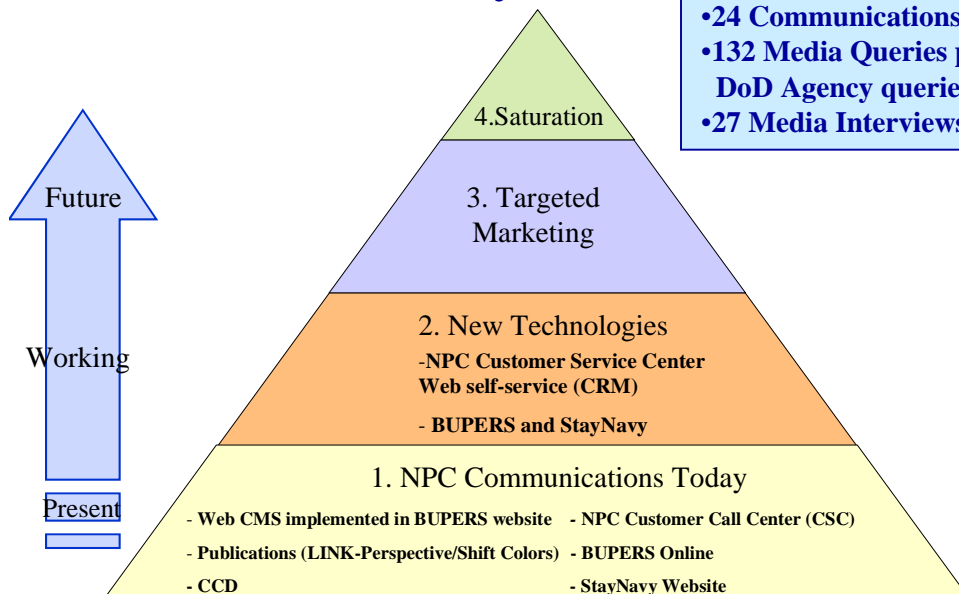 •24 Communications
•132 Media Queries
DoD Agency
•27 Media Interviews
4.Saturation
Future
3. Targeted
Marketing
2. New Technologies
-NPC Customer Service Center
Web self-service (CRM)
Working
- BUPERS and StayNavy
1. NPC Communications Today
Present
- Web CMS implemented in BUPERS website - NPC Customer Call Center (CSC)
- Publications (LINK-Perspective/Shift Colors) - BUPERS Online
- CCD - StayNavy Website